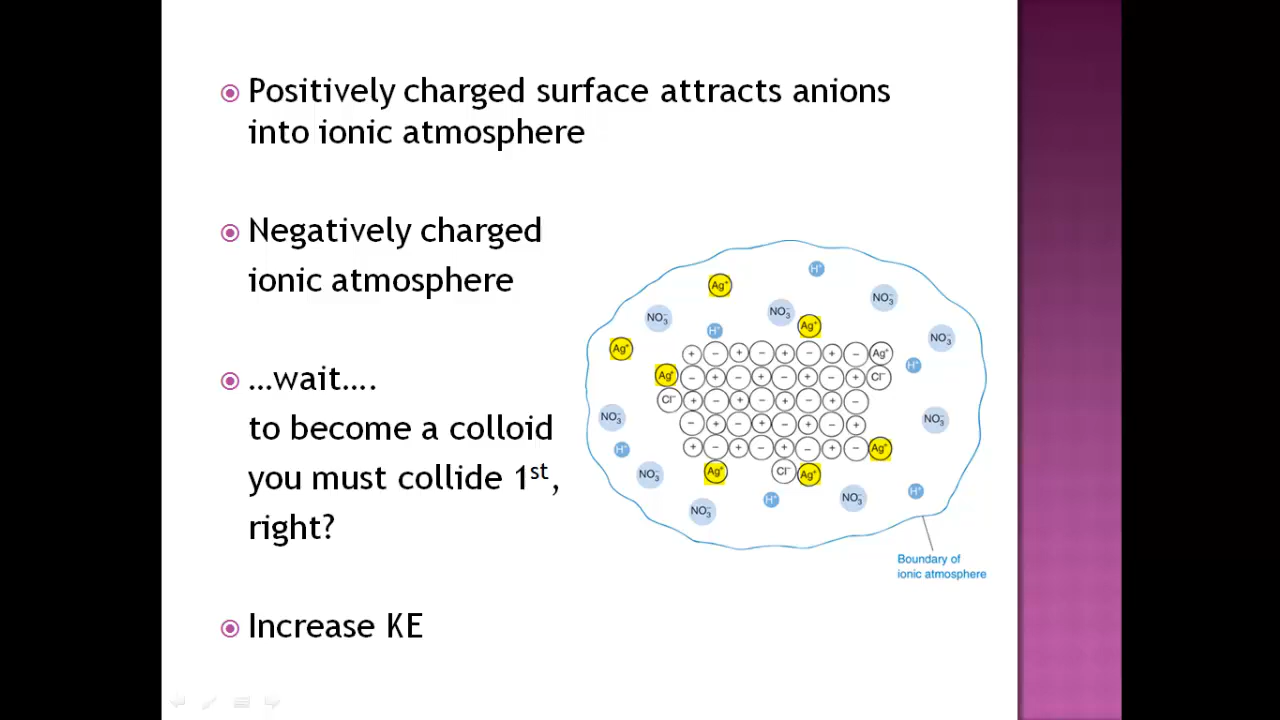 Positively charged surface attracts anions
into ionic atmosphere
Negatively charged
ionic atmosphere
…wait….
to become a colloid
you must collide 1st,
right?
Increase KE
H⁺
Ag⁺
NO₃⁻
NO₃⁻
NO₃⁻
Ag⁺
H⁺
NO₃⁻
Ag⁺
+ − + − + − + − Ag⁺
H⁺
Ag⁺ − + − + − + − + Cl⁻
Cl⁻ + − + − + − + −
NO₃⁻
− + − + − + − +
NO₃⁻
H⁺
+ − + − + − + − Ag⁺
NO₃⁻
Ag⁺
Cl⁻ Ag⁺
H⁺
NO₃⁻
H⁺
NO₃⁻
Boundary of
ionic atmosphere